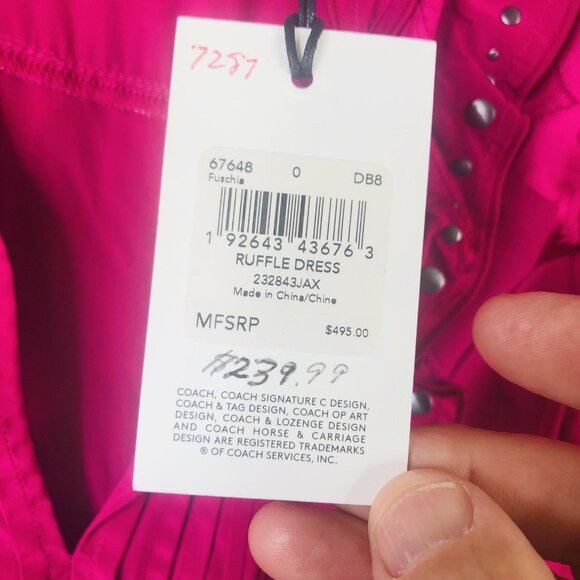 7287
67648 0 DB8
Fuschia
1 92643 43676 3
RUFFLE DRESS
232843JAX
Made in China/Chine
MFSRP $495.00
$239.99
COACH, COACH SIGNATURE C DESIGN,
COACH & TAG DESIGN, COACH OP ART
DESIGN, COACH & LOZENGE DESIGN
AND COACH HORSE & CARRIAGE
DESIGN ARE REGISTERED TRADEMARKS
® OF COACH SERVICES, INC.